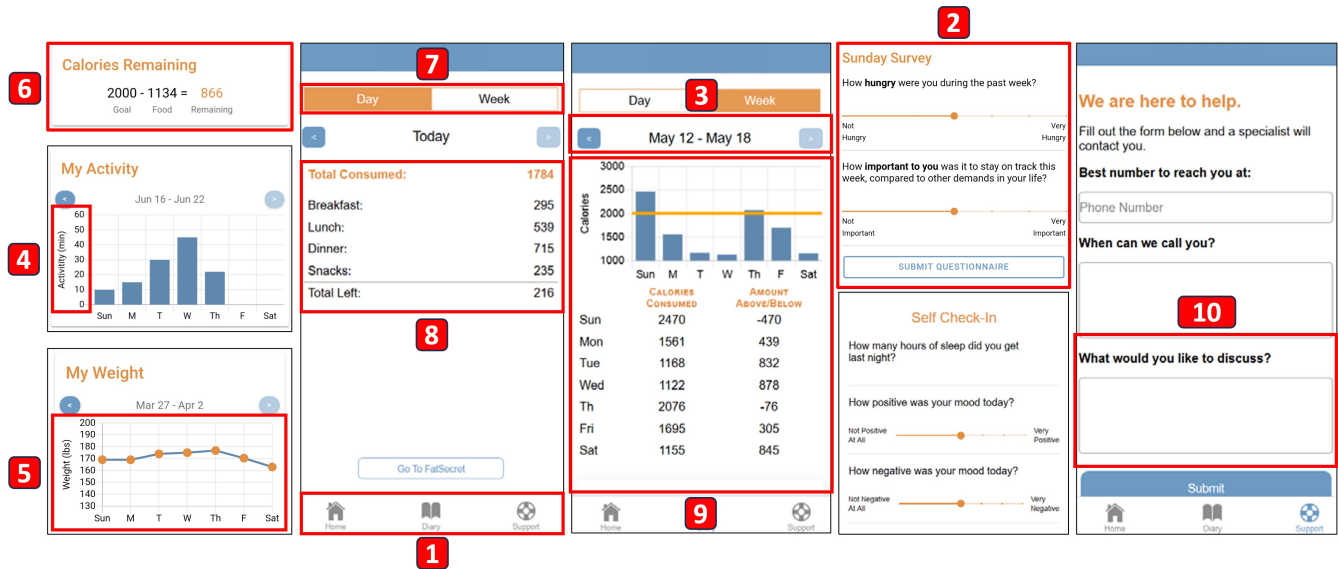 6
Calories Remaining
2000 - 1134 = 866
Goal Food Remaining
4
My Activity
< Jun 16 - Jun 22 >
Activitity (min)
60
50
40
30
20
10
0
Sun M T W Th F Sat
5
My Weight
< Mar 27 - Apr 2 >
Weight (lbs)
200
190
180
170
160
150
140
130
Sun M T W Th F Sat
7
Day Week
< Today >
Total Consumed: 1784
Breakfast: 295
Lunch: 539
Dinner: 715
Snacks: 235
Total Left: 216
8
Go To FatSecret
Home Diary Support
1
3
Day Week
< May 12 - May 18 >
Calories
3000
2500
2000
1500
1000
Sun M T W Th F Sat
CALORIES CONSUMED
AMOUNT ABOVE/BELOW
Sun 2470 -470
Mon 1561 439
Tue 1168 832
Wed 1122 878
Th 2076 -76
Fri 1695 305
Sat 1155 845
9
Home Support
2
Sunday Survey
How hungry were you during the past week?
Not Hungry
Very Hungry
How important to you was it to stay on track this
week, compared to other demands in your life?
Not Important
Very Important
SUBMIT QUESTIONNAIRE
Self Check-In
How many hours of sleep did you get
last night?
How positive was your mood today?
Not Positive At All
Very Positive
How negative was your mood today?
Not Negative At All
Very Negative
We are here to help.
Fill out the form below and a specialist will
contact you.
Best number to reach you at:
Phone Number
When can we call you?
10
What would you like to discuss?
Submit
Home Diary Support